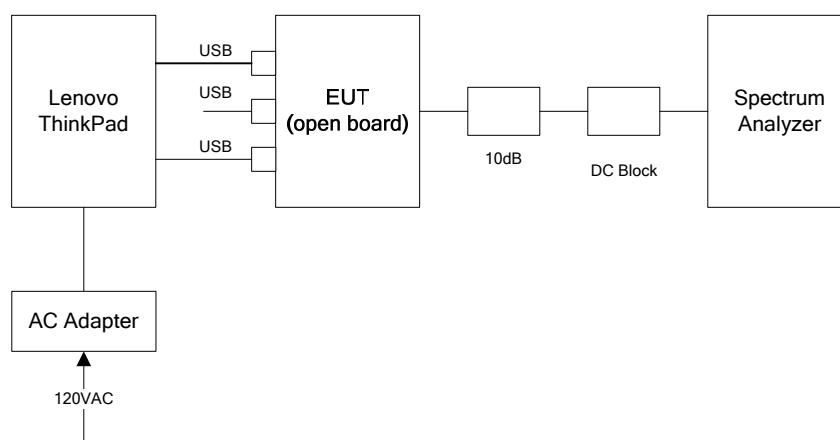 USB
Lenovo
ThinkPad
USB
USB
EUT
(open board)
10dB
DC Block
Spectrum
Analyzer
AC Adapter
120VAC